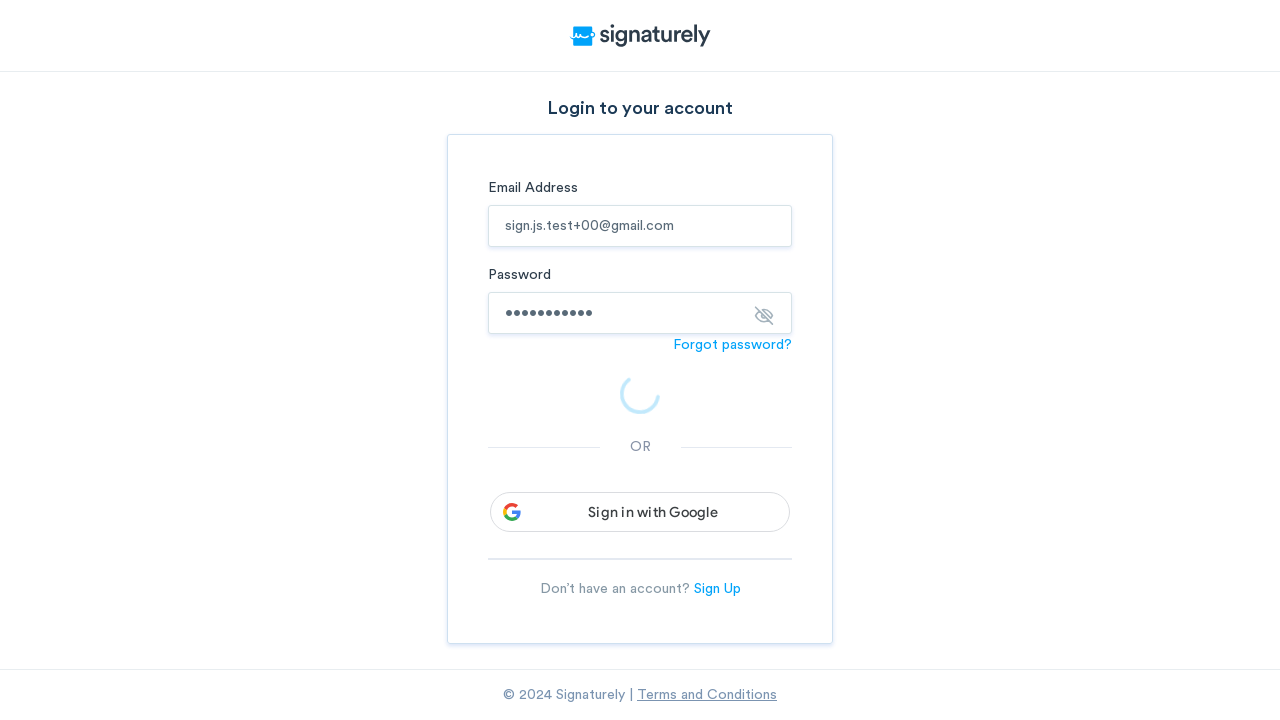 signaturely
Login to your account
Email Address
sign.js.test+00@gmail.com
Password
•••••••••••
Forgot password?
OR
Sign in with Google
Don’t have an account? Sign Up
© 2024 Signaturely | Terms and Conditions